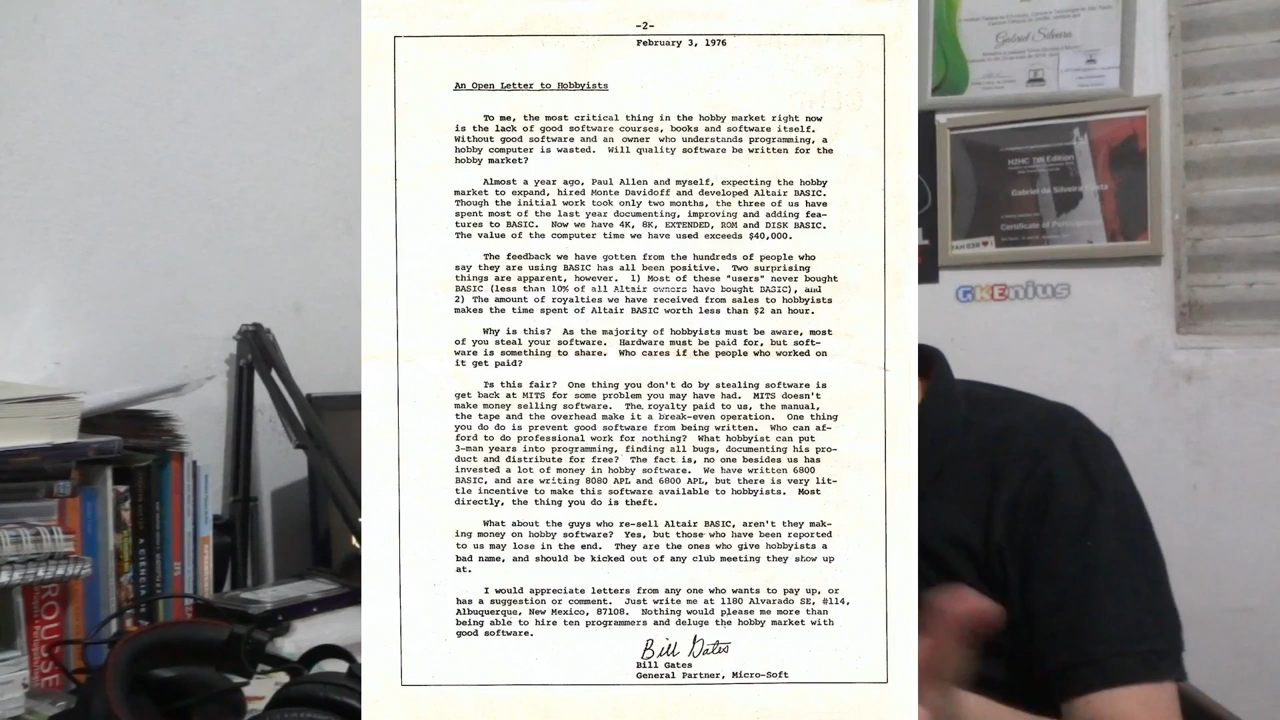 -2-
February 3, 1976
An Open Letter to Hobbyists
To me, the most critical thing in the hobby market right now
is the lack of good software courses, books and software itself.
Without good software and an owner who understands programming, a
hobby computer is wasted.  Will quality software be written for the
hobby market?
Almost a year ago, Paul Allen and myself, expecting the hobby
market to expand, hired Monte Davidoff and developed Altair BASIC.
Though the initial work took only two months, the three of us have
spent most of the last year documenting, improving and adding fea-
tures to BASIC.  Now we have 4K, 8K, EXTENDED, ROM and DISK BASIC.
The value of the computer time we have used exceeds $40,000.
The feedback we have gotten from the hundreds of people who
say they are using BASIC has all been positive.  Two surprising
things are apparent, however.  1) Most of these "users" never bought
BASIC (less than 10% of all Altair owners have bought BASIC), and
2) The amount of royalties we have received from sales to hobbyists
makes the time spent of Altair BASIC worth less than $2 an hour.
Why is this?  As the majority of hobbyists must be aware, most
of you steal your software.  Hardware must be paid for, but soft-
ware is something to share.  Who cares if the people who worked on
it get paid?
Is this fair?  One thing you don't do by stealing software is
get back at MITS for some problem you may have had.  MITS doesn't
make money selling software.  The royalty paid to us, the manual,
the tape and the overhead make it a break-even operation.  One thing
you do do is prevent good software from being written.  Who can af-
ford to do professional work for nothing?  What hobbyist can put
3-man years into programming, finding all bugs, documenting his pro-
duct and distribute for free?  The fact is, no one besides us has
invested a lot of money in hobby software.  We have written 6800
BASIC, and are writing 8080 APL and 6800 APL, but there is very lit-
tle incentive to make this software available to hobbyists.  Most
directly, the thing you do is theft.
What about the guys who re-sell Altair BASIC, aren't they mak-
ing money on hobby software?  Yes, but those who have been reported
to us may lose in the end.  They are the ones who give hobbyists a
bad name, and should be kicked out of any club meeting they show up
at.
I would appreciate letters from any one who wants to pay up, or
has a suggestion or comment.  Just write me at 1180 Alvarado SE, #114,
Albuquerque, New Mexico, 87108.  Nothing would please me more than
being able to hire ten programmers and deluge the hobby market with
good software.
Bill Gates
Bill Gates
General Partner, Micro-Soft
Gabriel Silveira
H2HC 7th Edition
Gabriel da Silveira
Certificate of
GKEnius
A CIÊNCIA
ROUSSE